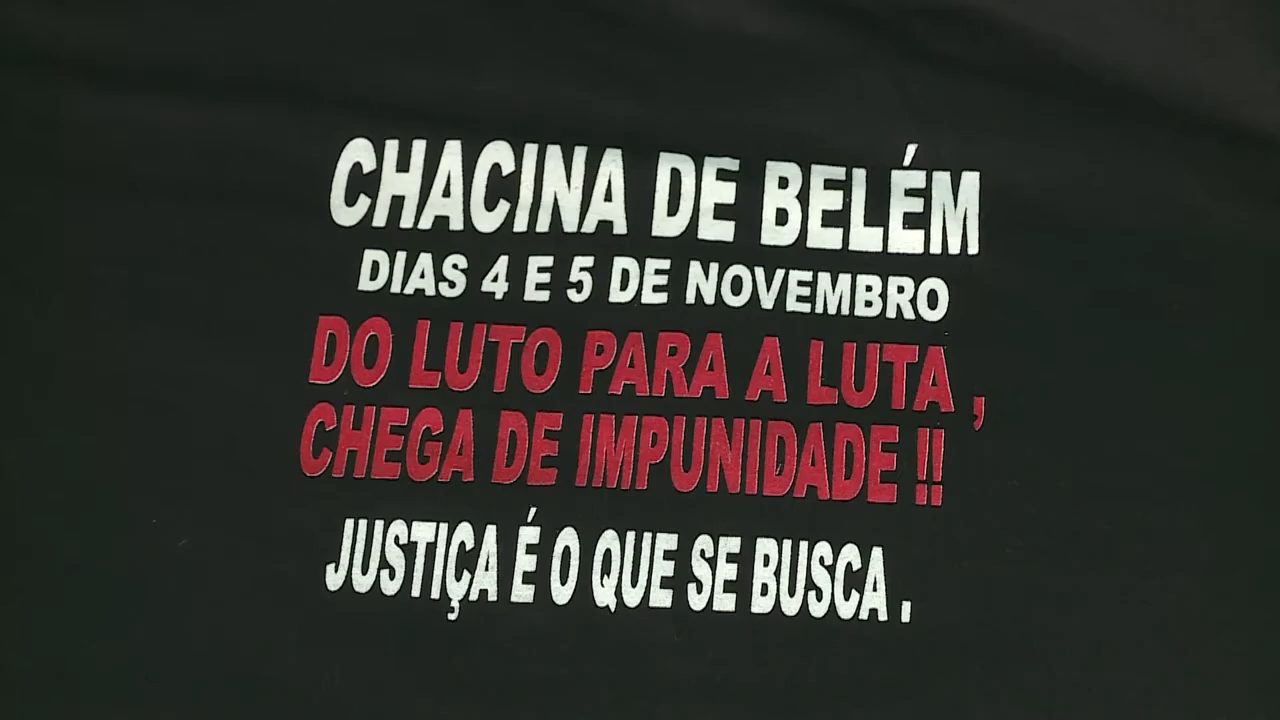 CHACINA DE BELÉM
DIAS 4 E 5 DE NOVEMBRO
DO LUTO PARA A LUTA ,
CHEGA DE IMPUNIDADE !!
JUSTIÇA É O QUE SE BUSCA .